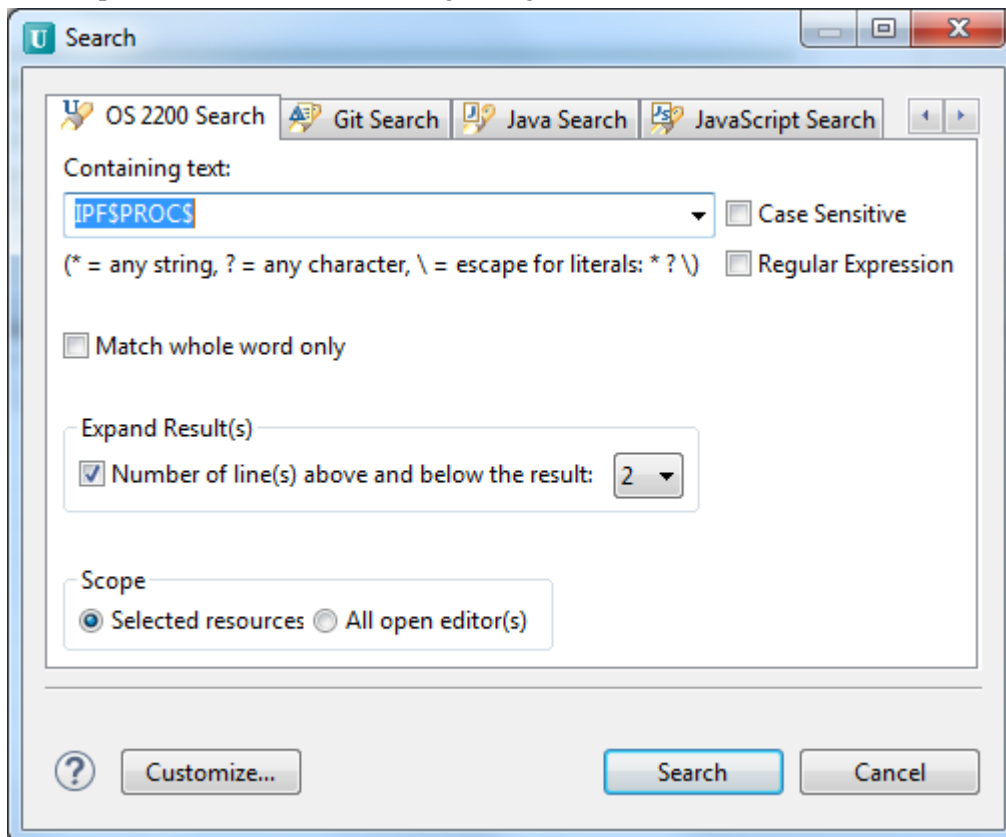 U Search
OS 2200 Search Git Search Java Search JavaScript Search
Containing text:
IPF$PROC$ Case Sensitive
(* = any string, ? = any character, \ = escape for literals: * ? \) Regular Expression
Match whole word only
Expand Result(s)
Number of line(s) above and below the result: 2
Scope
Selected resources All open editor(s)
? Customize... Search Cancel